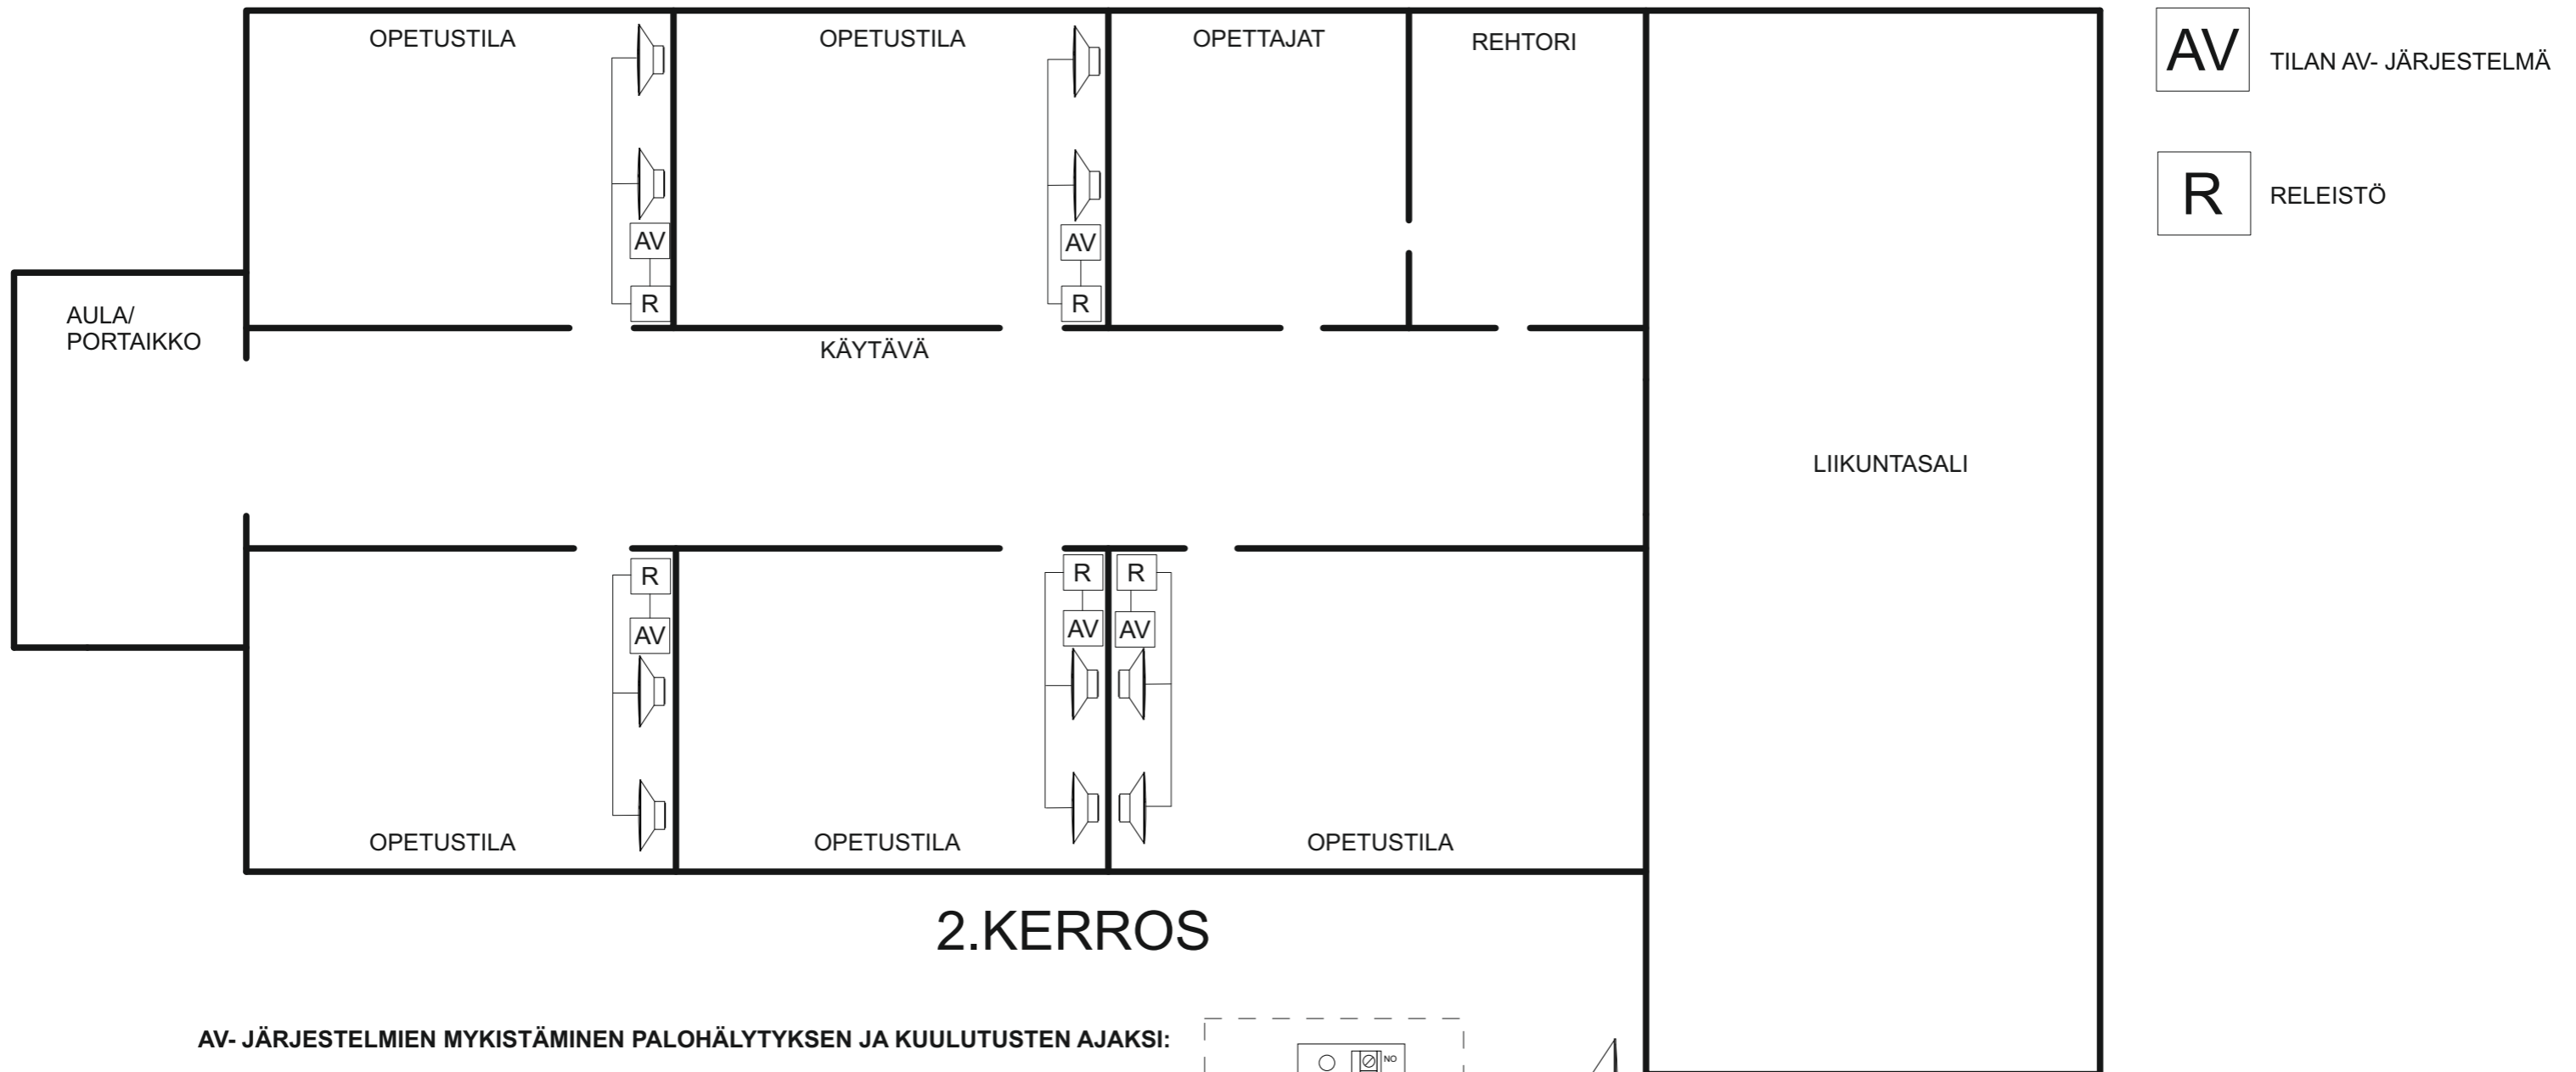 OPETUSTILA
OPETUSTILA
OPETTAJAT
REHTORI
AV
TILAN AV- JÄRJESTELMÄ
R
RELEISTÖ
AV
AV
R
R
AULA/
PORTAIKKO
KÄYTÄVÄ
LIIKUNTASALI
R
R
R
AV
AV
AV
OPETUSTILA
OPETUSTILA
OPETUSTILA
2.KERROS
AV- JÄRJESTELMIEN MYKISTÄMINEN PALOHÄLYTYKSEN JA KUULUTUSTEN AJAKSI:
NO